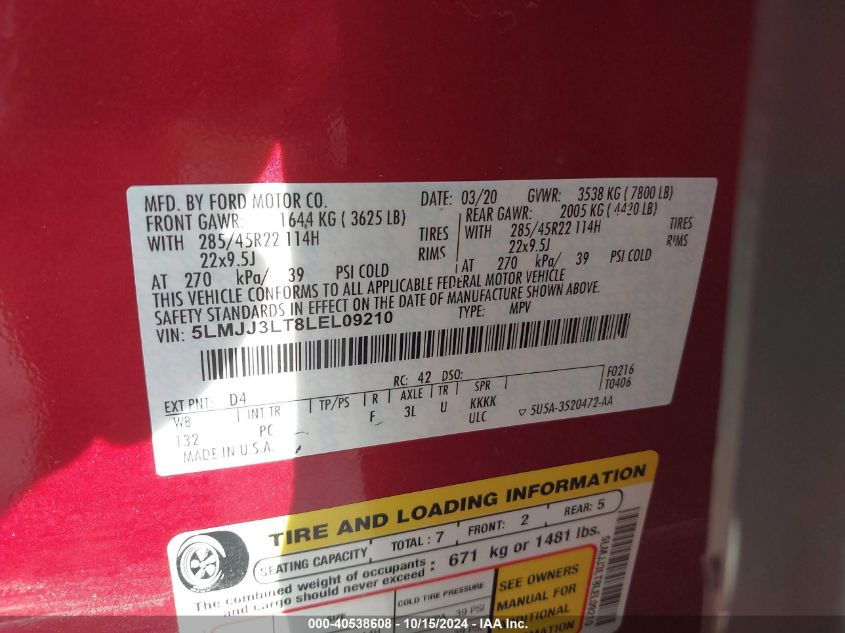 MFD. BY FORD MOTOR CO. DATE: 03/20 GVWR: 3538 KG ( 7800 LB)
FRONT GAWR: 1644 KG ( 3625 LB) REAR GAWR: 2005 KG ( 4420 LB)
WITH 285/45R22 114H TIRES WITH 285/45R22 114H TIRES
22x9.5J RIMS 22x9.5J RIMS
AT 270 kPa/ 39 PSI COLD AT 270 kPa/ 39 PSI COLD
THIS VEHICLE CONFORMS TO ALL APPLICABLE FEDERAL MOTOR VEHICLE
SAFETY STANDARDS IN EFFECT ON THE DATE OF MANUFACTURE SHOWN ABOVE.
VIN: 5LMJJ3LT8LEL09210 TYPE: MPV
EXT PNT: D4 RC: 42 DSO: F0216
T0406
WB INT TR TP/PS R AXLE TR SPR
132 PC F 3L U KKKK
ULC
MADE IN U.S.A. 5U5A-3520472-AA
TIRE AND LOADING INFORMATION
SEATING CAPACITY TOTAL: 7 FRONT: 2 REAR: 5
The combined weight of occupants and cargo should never exceed: 671 kg or 1481 lbs.
COLD TIRE PRESSURE
39 PSI
SEE OWNERS
MANUAL FOR
ADDITIONAL
INFORMATION
5LMJJ3LT8LEL09210
000-40538608 - 10/15/2024 - IAA Inc.